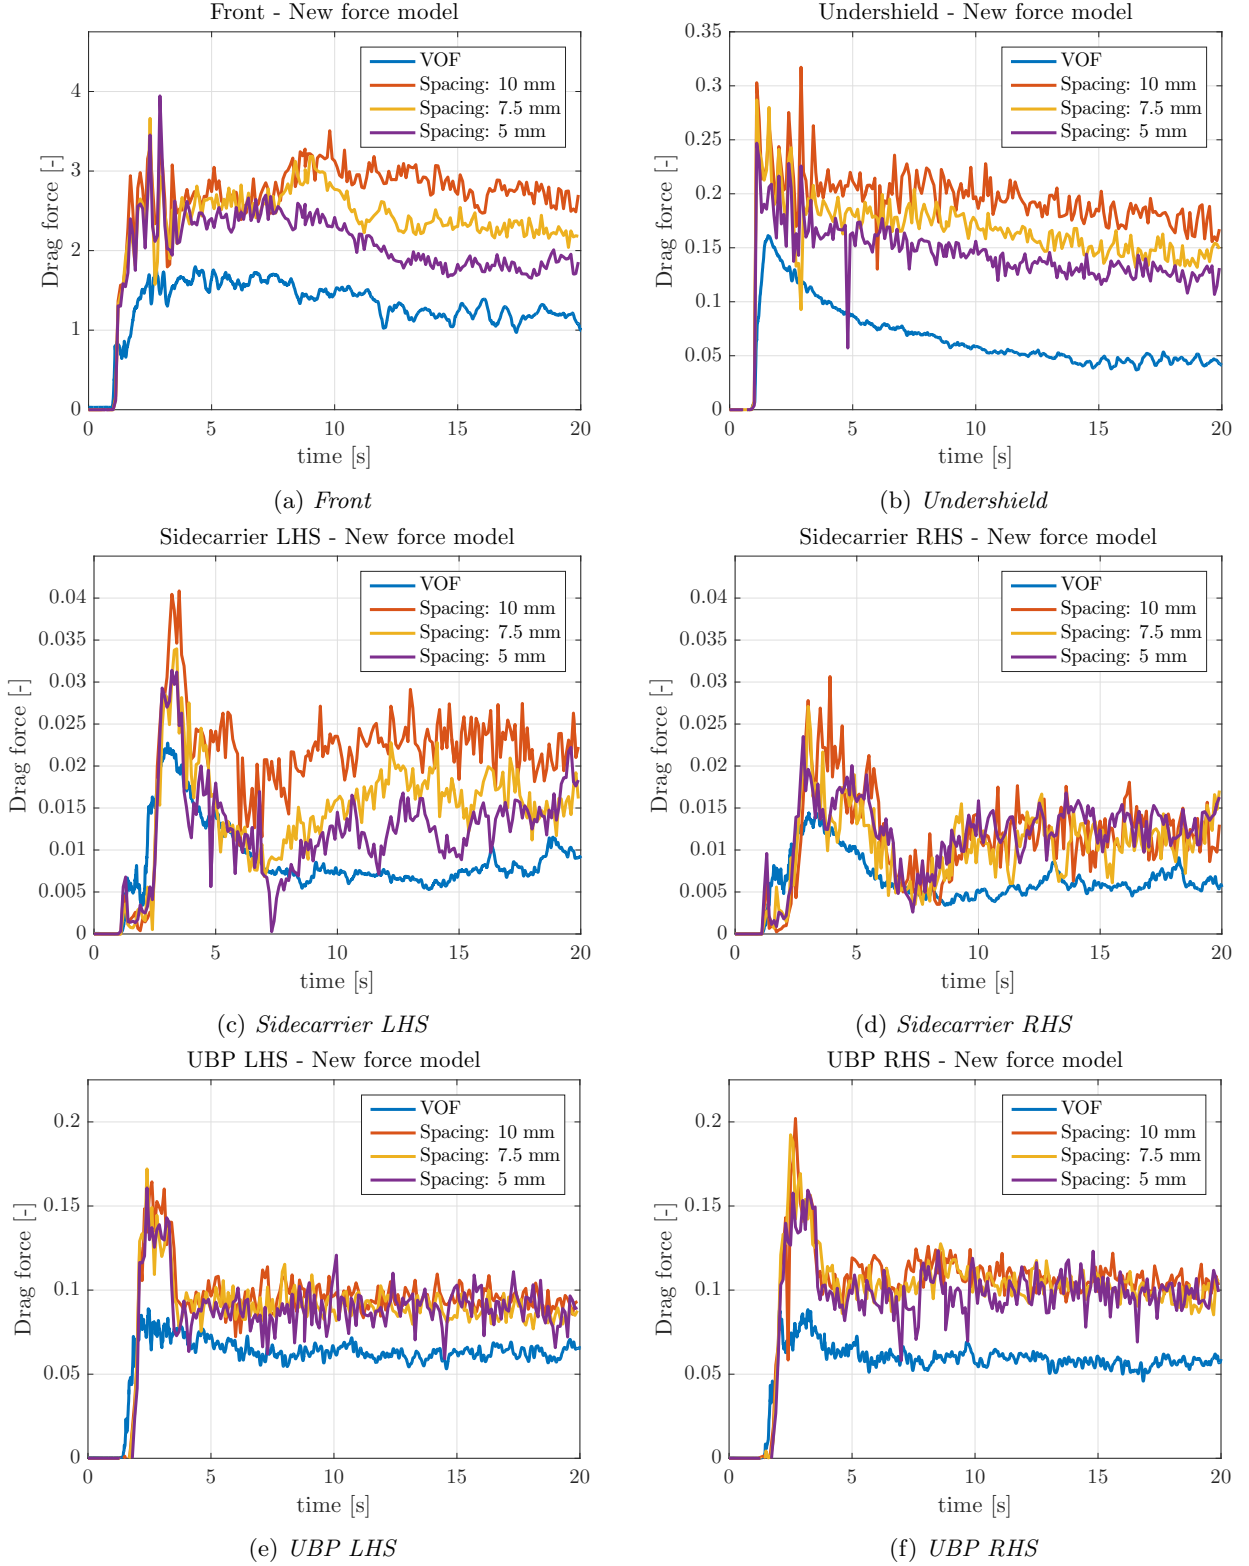 Front - New force model
VOF
Spacing: 10 mm
Spacing: 7.5 mm
Spacing: 5 mm
Drag force [-]
4
3
2
1
0
0 5 10 15 20
time [s]
(a) Front
Undershield - New force model
VOF
Spacing: 10 mm
Spacing: 7.5 mm
Spacing: 5 mm
Drag force [-]
0.35
0.3
0.25
0.2
0.15
0.1
0.05
0
0 5 10 15 20
time [s]
(b) Undershield
Sidecarrier LHS - New force model
VOF
Spacing: 10 mm
Spacing: 7.5 mm
Spacing: 5 mm
Drag force [-]
0.04
0.035
0.03
0.025
0.02
0.015
0.01
0.005
0
0 5 10 15 20
time [s]
(c) Sidecarrier LHS
Sidecarrier RHS - New force model
VOF
Spacing: 10 mm
Spacing: 7.5 mm
Spacing: 5 mm
Drag force [-]
0.04
0.035
0.03
0.025
0.02
0.015
0.01
0.005
0
0 5 10 15 20
time [s]
(d) Sidecarrier RHS
UBP LHS - New force model
VOF
Spacing: 10 mm
Spacing: 7.5 mm
Spacing: 5 mm
Drag force [-]
0.2
0.15
0.1
0.05
0
0 5 10 15 20
time [s]
(e) UBP LHS
UBP RHS - New force model
VOF
Spacing: 10 mm
Spacing: 7.5 mm
Spacing: 5 mm
Drag force [-]
0.2
0.15
0.1
0.05
0
0 5 10 15 20
time [s]
(f) UBP RHS